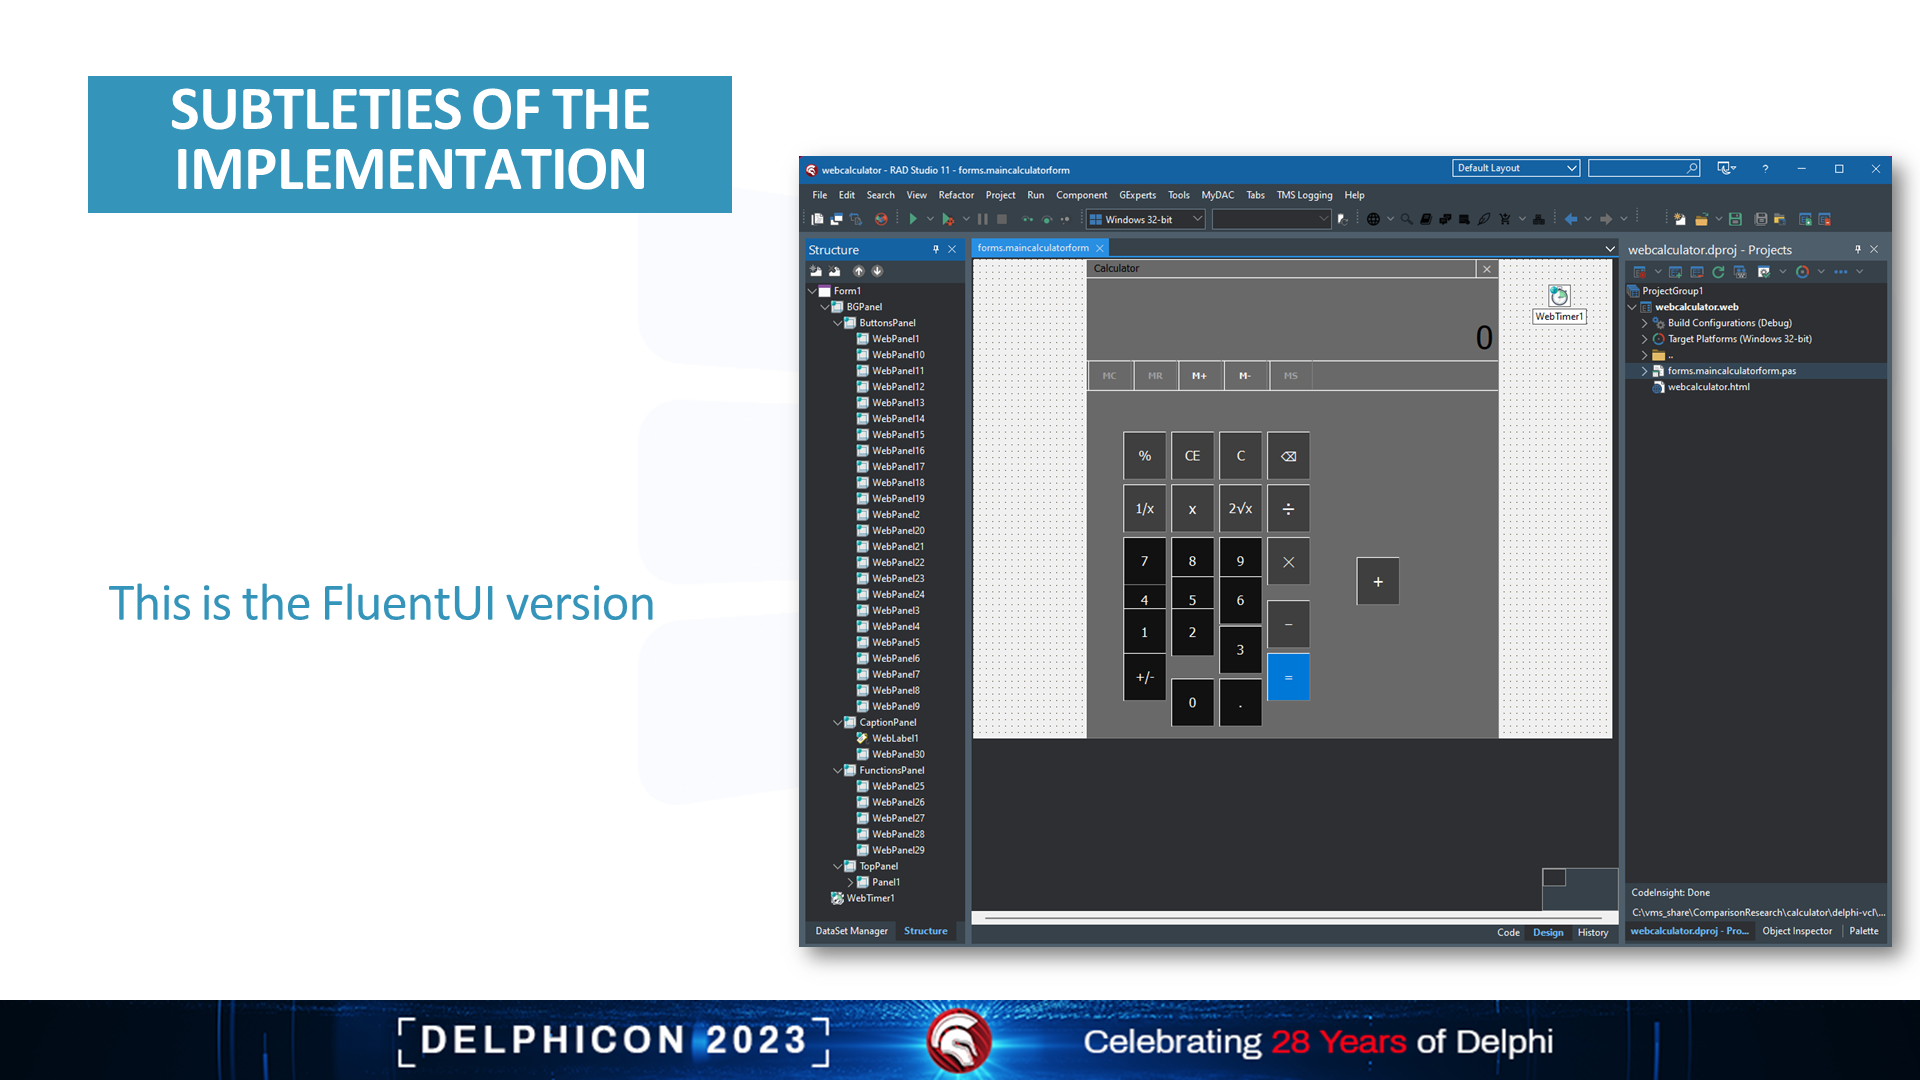 SUBTLETIES OF THE
IMPLEMENTATION
This is the FluentUI version
webcalculator - RAD Studio 11 - forms.maincalculatorform
Default Layout
?
File Edit Search View Refactor Project Run Component GExperts Tools MyDAC Tabs TMS Logging Help
Windows 32-bit
Structure
Form1
BGPanel
ButtonsPanel
WebPanel1
WebPanel10
WebPanel11
WebPanel12
WebPanel13
WebPanel14
WebPanel15
WebPanel16
WebPanel17
WebPanel18
WebPanel19
WebPanel2
WebPanel20
WebPanel21
WebPanel22
WebPanel23
WebPanel24
WebPanel3
WebPanel4
WebPanel5
WebPanel6
WebPanel7
WebPanel8
WebPanel9
CaptionPanel
WebLabel1
WebPanel30
FunctionsPanel
WebPanel25
WebPanel26
WebPanel27
WebPanel28
WebPanel29
TopPanel
Panel1
WebTimer1
DataSet Manager Structure
forms.maincalculatorform
Calculator
0
MC MR M+ M- MS
% CE C ⌫
1/x x 2√x ÷
7 8 9 ×
4 5 6
1 2 3 −
+/- 0 . =
+
WebTimer1
Code Design History
webcalculator.dproj - Projects
ProjectGroup1
webcalculator.web
Build Configurations (Debug)
Target Platforms (Windows 32-bit)
..
forms.maincalculatorform.pas
webcalculator.html
CodeInsight: Done
C:\vms_share\ComparisonResearch\calculator\delphi-vcl\...
webcalculator.dproj - Pro... Object Inspector Palette
[DELPHICON 2023]
Celebrating 28 Years of Delphi